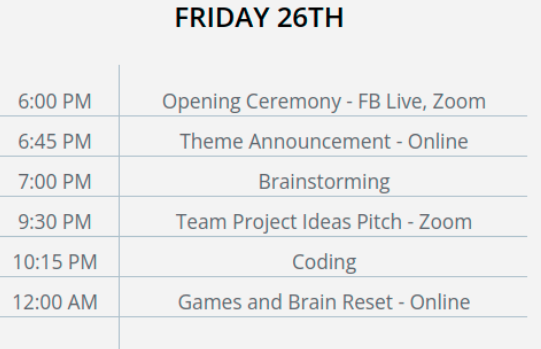 FRIDAY 26TH
6:00 PM Opening Ceremony - FB Live, Zoom
6:45 PM Theme Announcement - Online
7:00 PM Brainstorming
9:30 PM Team Project Ideas Pitch - Zoom
10:15 PM Coding
12:00 AM Games and Brain Reset - Online